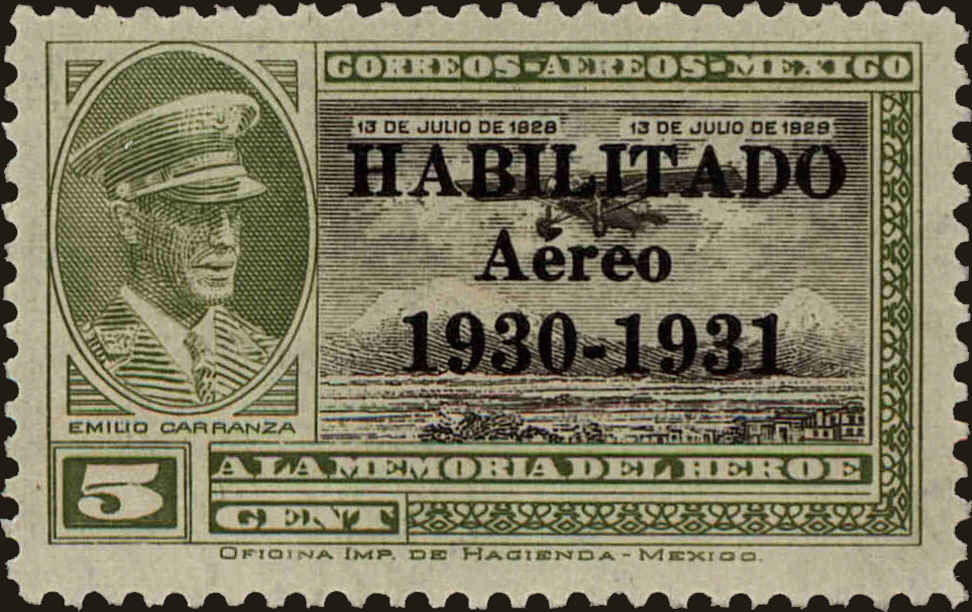 CORREOS-AEREOS-MEXICO
13 DE JULIO DE 1928 13 DE JULIO DE 1929
HABILITADO
Aéreo
1930-1931
EMILIO CARRANZA
A LA MEMORIA DEL HEROE
5
CENT
OFICINA IMP. DE HACIENDA-MEXICO.